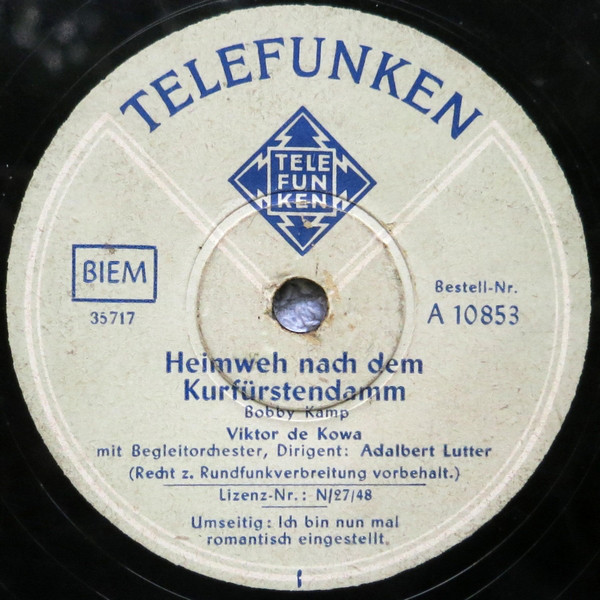 TELEFUNKEN
TELE
FUN
KEN
BIEM
35717
Bestell-Nr.
A 10853
Heimweh nach dem
Kurfürstendamm
Bobby Kamp
Viktor de Kowa
mit Begleitorchester, Dirigent: Adalbert Lutter
(Recht z. Rundfunkverbreitung vorbehalt.)
Lizenz-Nr.: N/27/48
Umseitig: Ich bin nun mal
romantisch eingestellt